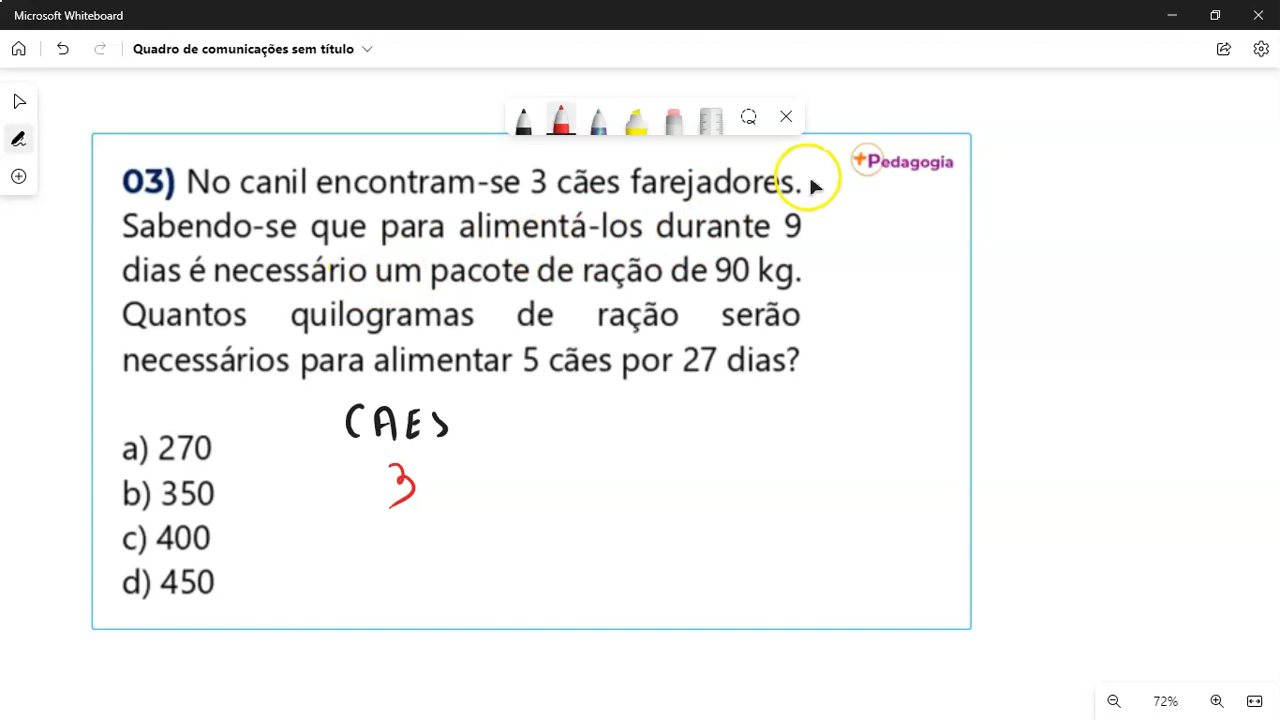 Microsoft Whiteboard
Quadro de comunicações sem título
+Pedagogia
03) No canil encontram-se 3 cães farejadores.
Sabendo-se que para alimentá-los durante 9
dias é necessário um pacote de ração de 90 kg.
Quantos quilogramas de ração serão
necessários para alimentar 5 cães por 27 dias?
CAES
3
a) 270
b) 350
c) 400
d) 450
72%